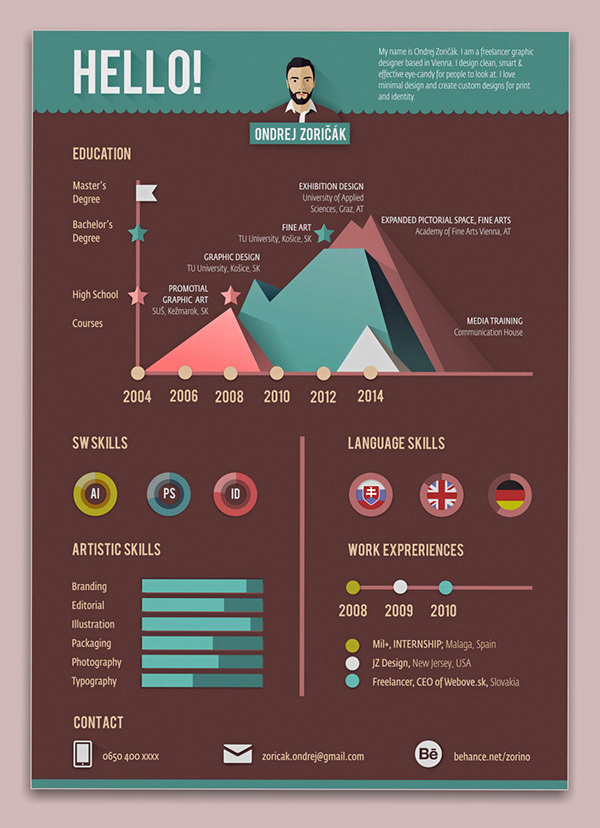 HELLO!
My name is Ondrej Zoričák. I am a freelancer graphic
designer based in Vienna. I design clean, smart &
effective eye-candy for people to look at. I love
minimal design and create custom designs for print
and identity.
ONDREJ ZORIČÁK
EDUCATION
Master's
Degree
Bachelor's
Degree
High School
Courses
EXHIBITION DESIGN
University of Applied
Sciences, Graz, AT
EXPANDED PICTORIAL SPACE, FINE ARTS
Academy of Fine Arts Vienna, AT
FINE ART
TU University, Košice, SK
GRAPHIC DESIGN
TU University, Košice, SK
PROMOTIAL
GRAPHIC ART
SUŠ, Kežmarok, SK
MEDIA TRAINING
Communication House
2004 2006 2008 2010 2012 2014
SW SKILLS
AI PS ID
LANGUAGE SKILLS
ARTISTIC SKILLS
Branding
Editorial
Illustration
Packaging
Photography
Typography
WORK EXPRERIENCES
2008 2009 2010
Mil+, INTERNSHIP; Malaga, Spain
JZ Design, New Jersey, USA
Freelancer, CEO of Webove.sk, Slovakia
CONTACT
0650 400 xxxx
zoricak.ondrej@gmail.com
Bē
behance.net/zorino